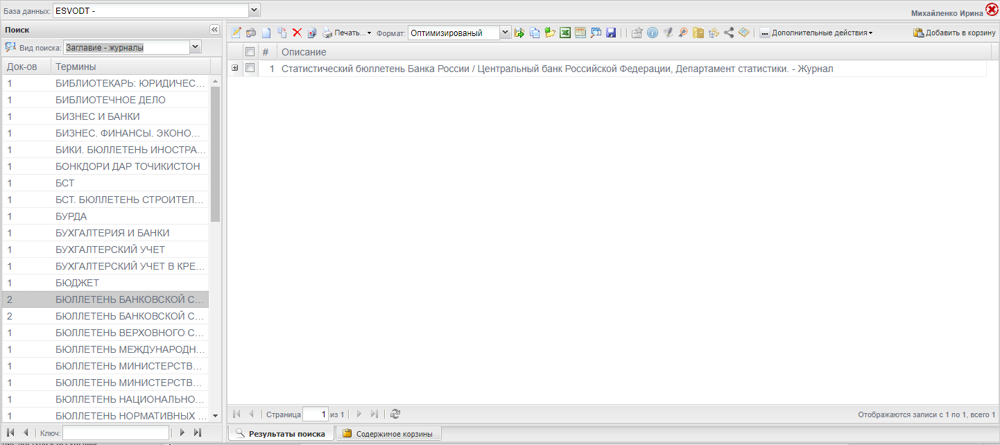 База данных: ESVODT -
Михайленко Ирина
Поиск
Вид поиска: Заглавие - журналы
Док-ов Термины
1 БИБЛИОТЕКАРЬ: ЮРИДИЧЕС...
1 БИБЛИОТЕЧНОЕ ДЕЛО
1 БИЗНЕС И БАНКИ
1 БИЗНЕС. ФИНАНСЫ. ЭКОНО...
1 БИКИ. БЮЛЛЕТЕНЬ ИНОСТРА...
1 БОНКДОРИ ДАР ТОЧИКИСТОН
1 БСТ
1 БСТ. БЮЛЛЕТЕНЬ СТРОИТЕЛ...
1 БУРДА
1 БУХГАЛТЕРИЯ И БАНКИ
1 БУХГАЛТЕРСКИЙ УЧЕТ
1 БУХГАЛТЕРСКИЙ УЧЕТ В КРЕ...
1 БЮДЖЕТ
2 БЮЛЛЕТЕНЬ БАНКОВСКОЙ С...
2 БЮЛЛЕТЕНЬ БАНКОВСКОЙ С...
1 БЮЛЛЕТЕНЬ ВЕРХОВНОГО С...
1 БЮЛЛЕТЕНЬ МЕЖДУНАРОДН...
1 БЮЛЛЕТЕНЬ МИНИСТЕРСТВ...
1 БЮЛЛЕТЕНЬ МИНИСТЕРСТВ...
1 БЮЛЛЕТЕНЬ НАЦИОНАЛЬНО...
1 БЮЛЛЕТЕНЬ НОРМАТИВНЫХ ...
Ключ:
Печать... Формат: Оптимизированый ... Дополнительные действия Добавить в корзину
# Описание
1 Статистический бюллетень Банка России / Центральный банк Российской Федерации, Департамент статистики. - Журнал
Страница 1 из 1 Отображаются записи с 1 по 1, всего 1
Результаты поиска Содержимое корзины